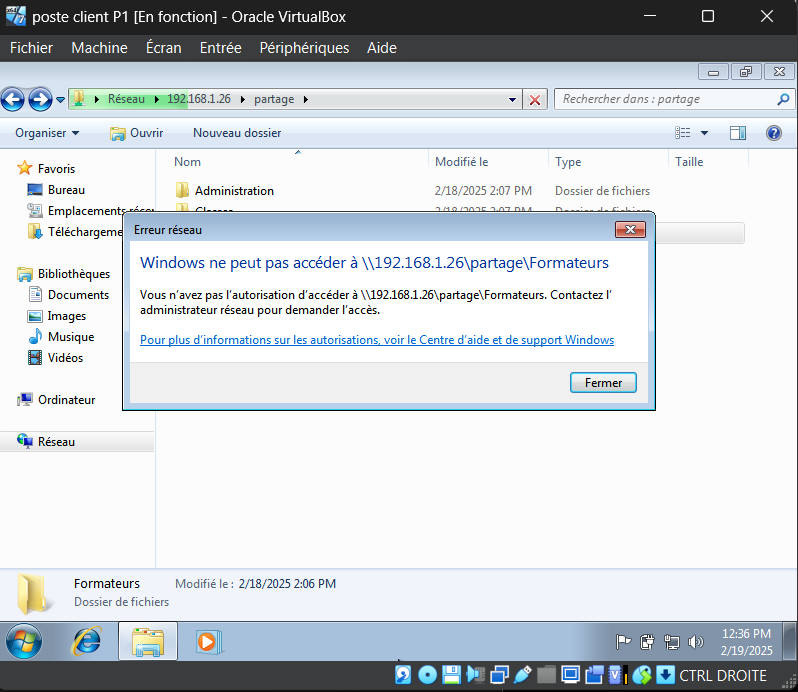 poste client P1 [En fonction] - Oracle VirtualBox
Fichier Machine Écran Entrée Périphériques Aide
Réseau 192.168.1.26 partage
Rechercher dans : partage
Organiser Ouvrir Nouveau dossier
Nom Modifié le Type Taille
Favoris
Bureau
Emplacements
Téléchargeme
Bibliothèques
Documents
Images
Musique
Vidéos
Ordinateur
Réseau
Administration 2/18/2025 2:07 PM Dossier de fichiers
Classes 2/18/2025 2:07 PM Dossier de fichiers
Erreur réseau
Windows ne peut pas accéder à \\192.168.1.26\partage\Formateurs
Vous n’avez pas l’autorisation d’accéder à \\192.168.1.26\partage\Formateurs. Contactez l’
administrateur réseau pour demander l’accès.
Pour plus d’informations sur les autorisations, voir le Centre d’aide et de support Windows
Fermer
Formateurs Modifié le : 2/18/2025 2:06 PM
Dossier de fichiers
12:36 PM
2/19/2025
CTRL DROITE